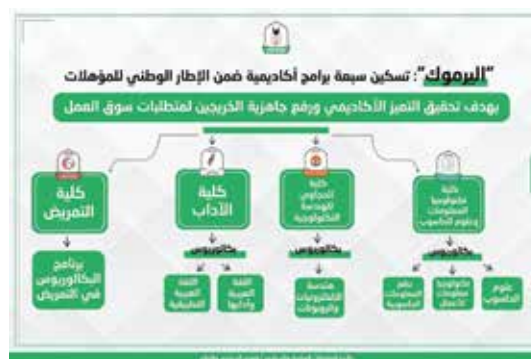 "اليرموك": تسكين سبعة برامج أكاديمية ضمن الإطار الوطني للمؤهلات
بهدف تحقيق التميز الأكاديمي ورفع جاهزية الخريجين لمتطلبات سوق العمل
كلية
تكنولوجيا
المعلومات
وعلوم الحاسوب
بكالوريوس
علوم
الحاسوب
تكنولوجيا
معلومات
الأعمال
نظم
المعلومات
الحاسوبية
كلية
الحجاوي
للهندسة
التكنولوجية
بكالوريوس
هندسة
الإلكترونيات
والروبوتات
كلية
الآداب
بكالوريوس
اللغة
العربية
وآدابها
اللغة
العربية
التطبيقية
كلية
التمريض
برنامج
البكالوريوس
في التمريض